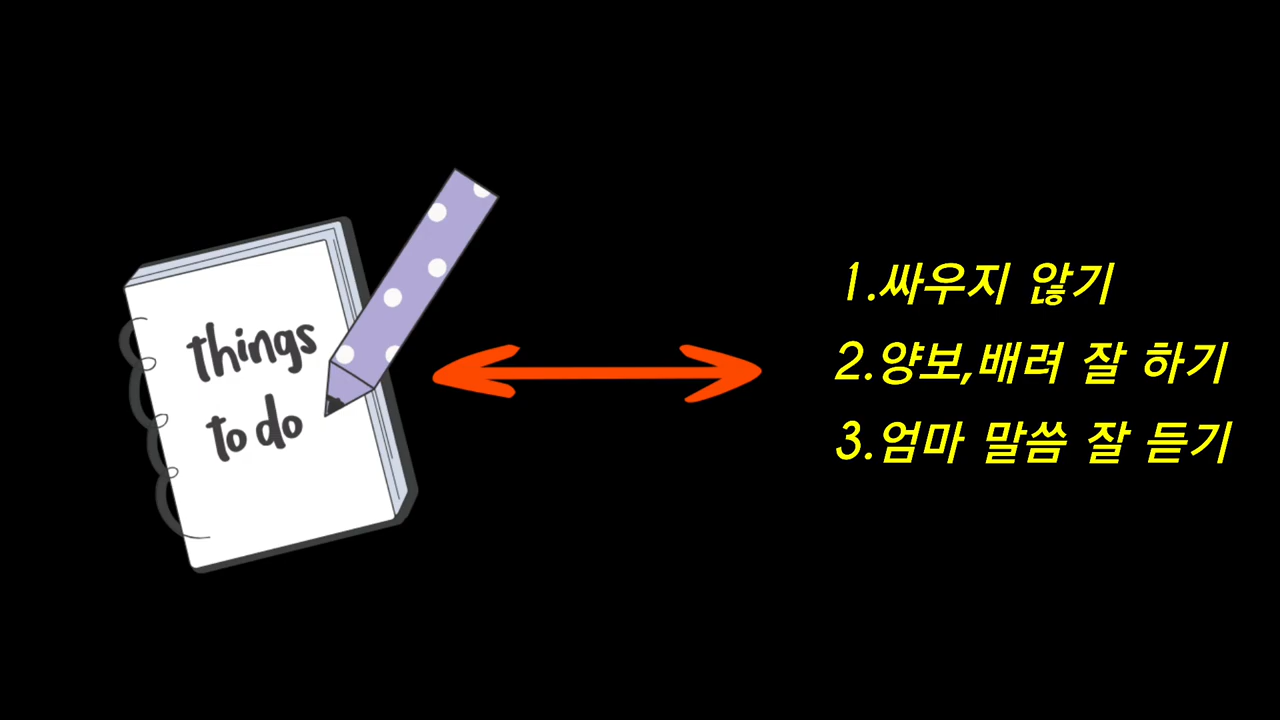 things
to do
1.싸우지 않기
2.양보,배려 잘 하기
3.엄마 말씀 잘 듣기